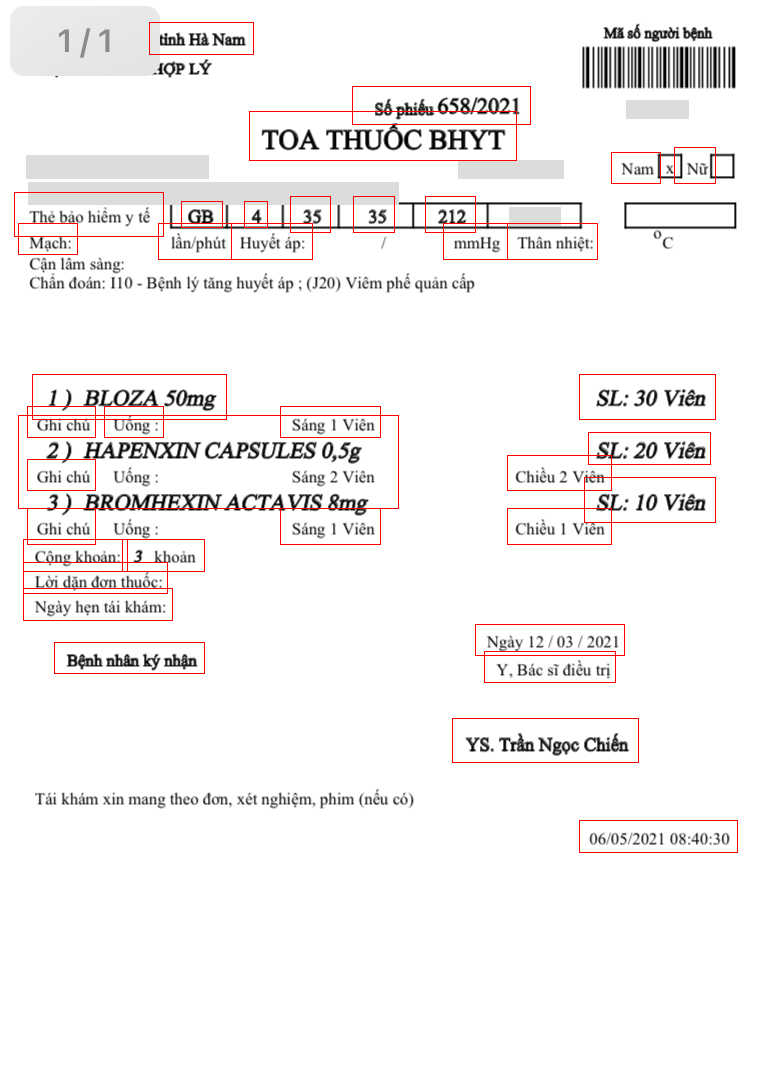 1/1
tỉnh Hà Nam
Mã số người bệnh
HỢP LÝ
Số phiếu 658/2021
TOA THUỐC BHYT
Nam x Nữ
Thẻ bảo hiểm y tế GB 4 35 35 212
Mạch: lần/phút Huyết áp: / mmHg Thân nhiệt: °C
Cận lâm sàng:
Chẩn đoán: I10 - Bệnh lý tăng huyết áp ; (J20) Viêm phế quản cấp
1 ) BLOZA 50mg SL: 30 Viên
Ghi chú Uống : Sáng 1 Viên
2 ) HAPENXIN CAPSULES 0,5g SL: 20 Viên
Ghi chú Uống : Sáng 2 Viên Chiều 2 Viên
3 ) BROMHEXIN ACTAVIS 8mg SL: 10 Viên
Ghi chú Uống : Sáng 1 Viên Chiều 1 Viên
Cộng khoản: 3 khoản
Lời dặn đơn thuốc:
Ngày hẹn tái khám:
Ngày 12 / 03 / 2021
Bệnh nhân ký nhận
Y, Bác sĩ điều trị
YS. Trần Ngọc Chiến
Tái khám xin mang theo đơn, xét nghiệm, phim (nếu có)
06/05/2021 08:40:30